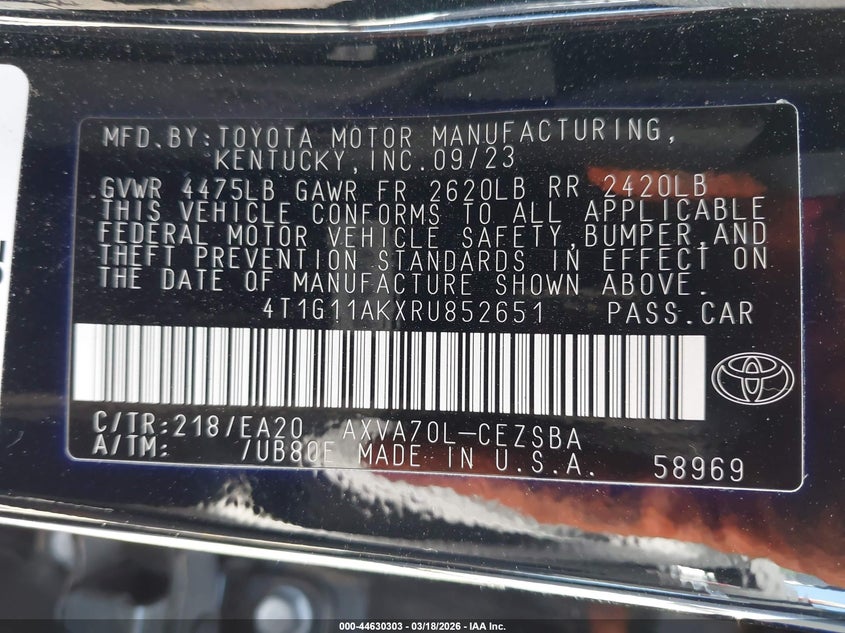 MFD.BY:TOYOTA MOTOR MANUFACTURING,
KENTUCKY,INC.09/23
GVWR 4475LB GAWR FR 2620LB RR 2420LB
THIS VEHICLE CONFORMS TO ALL APPLICABLE
FEDERAL MOTOR VEHICLE SAFETY,BUMPER,AND
THEFT PREVENTION STANDARDS IN EFFECT ON
THE DATE OF MANUFACTURE SHOWN ABOVE.
4T1G11AKXRU852651 PASS.CAR
C/TR:218/EA20 AXVA70L-CEZSBA
A/TM: /UB80E MADE IN U.S.A. 58969
000-44630303 - 03/18/2026 - IAA Inc.